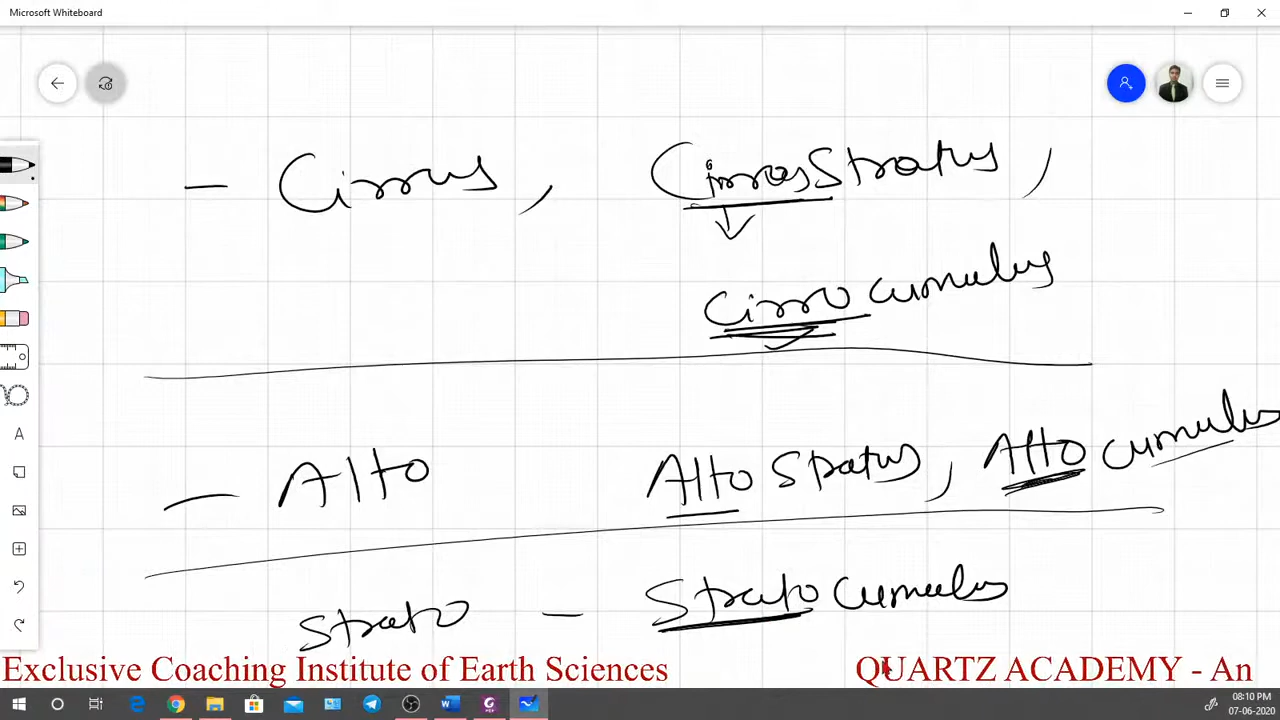 Microsoft Whiteboard
- Cirrus, Cirrostratus,
Cirrocumulus
- Alto Altostratus, Altocumulus
Strato - Stratocumulus
Exclusive Coaching Institute of Earth Sciences QUARTZ ACADEMY - An
08:10 PM
07-06-2020